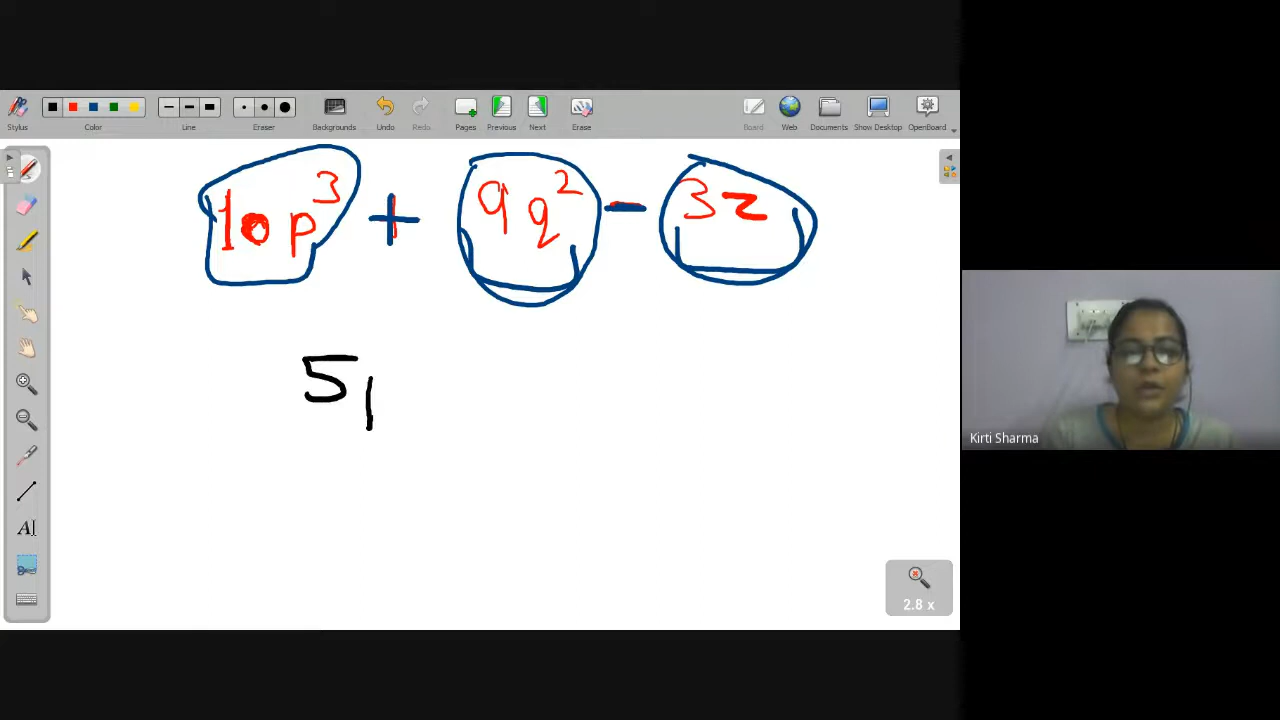 Stylus Color Line Eraser Backgrounds Undo Redo Pages Previous Next Erase Board Web Documents Show Desktop OpenBoard
10p³ + 9q² - 3z
5
Kirti Sharma
2.8 x